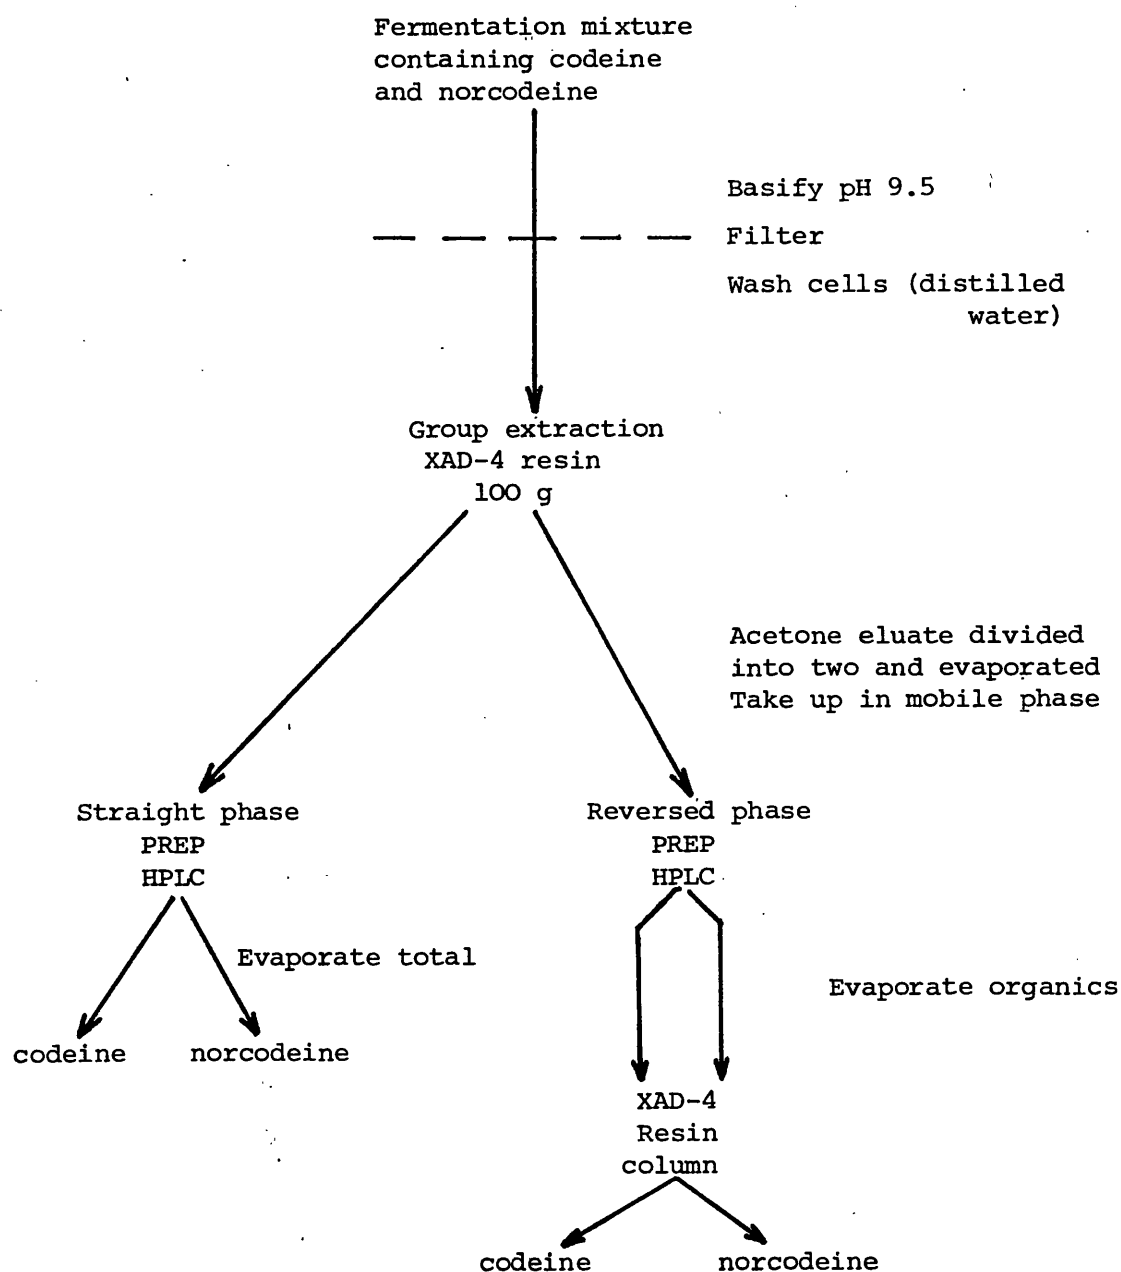 Fermentation mixture
containing codeine
and norcodeine
Basify pH 9.5
Filter
Wash cells (distilled
water)
Group extraction
XAD-4 resin
100 g
Acetone eluate divided
into two and evaporated
Take up in mobile phase
Straight phase
PREP
HPLC
Reversed phase
PREP
HPLC
Evaporate total
Evaporate organics
codeine
norcodeine
XAD-4
Resin
column
codeine
norcodeine